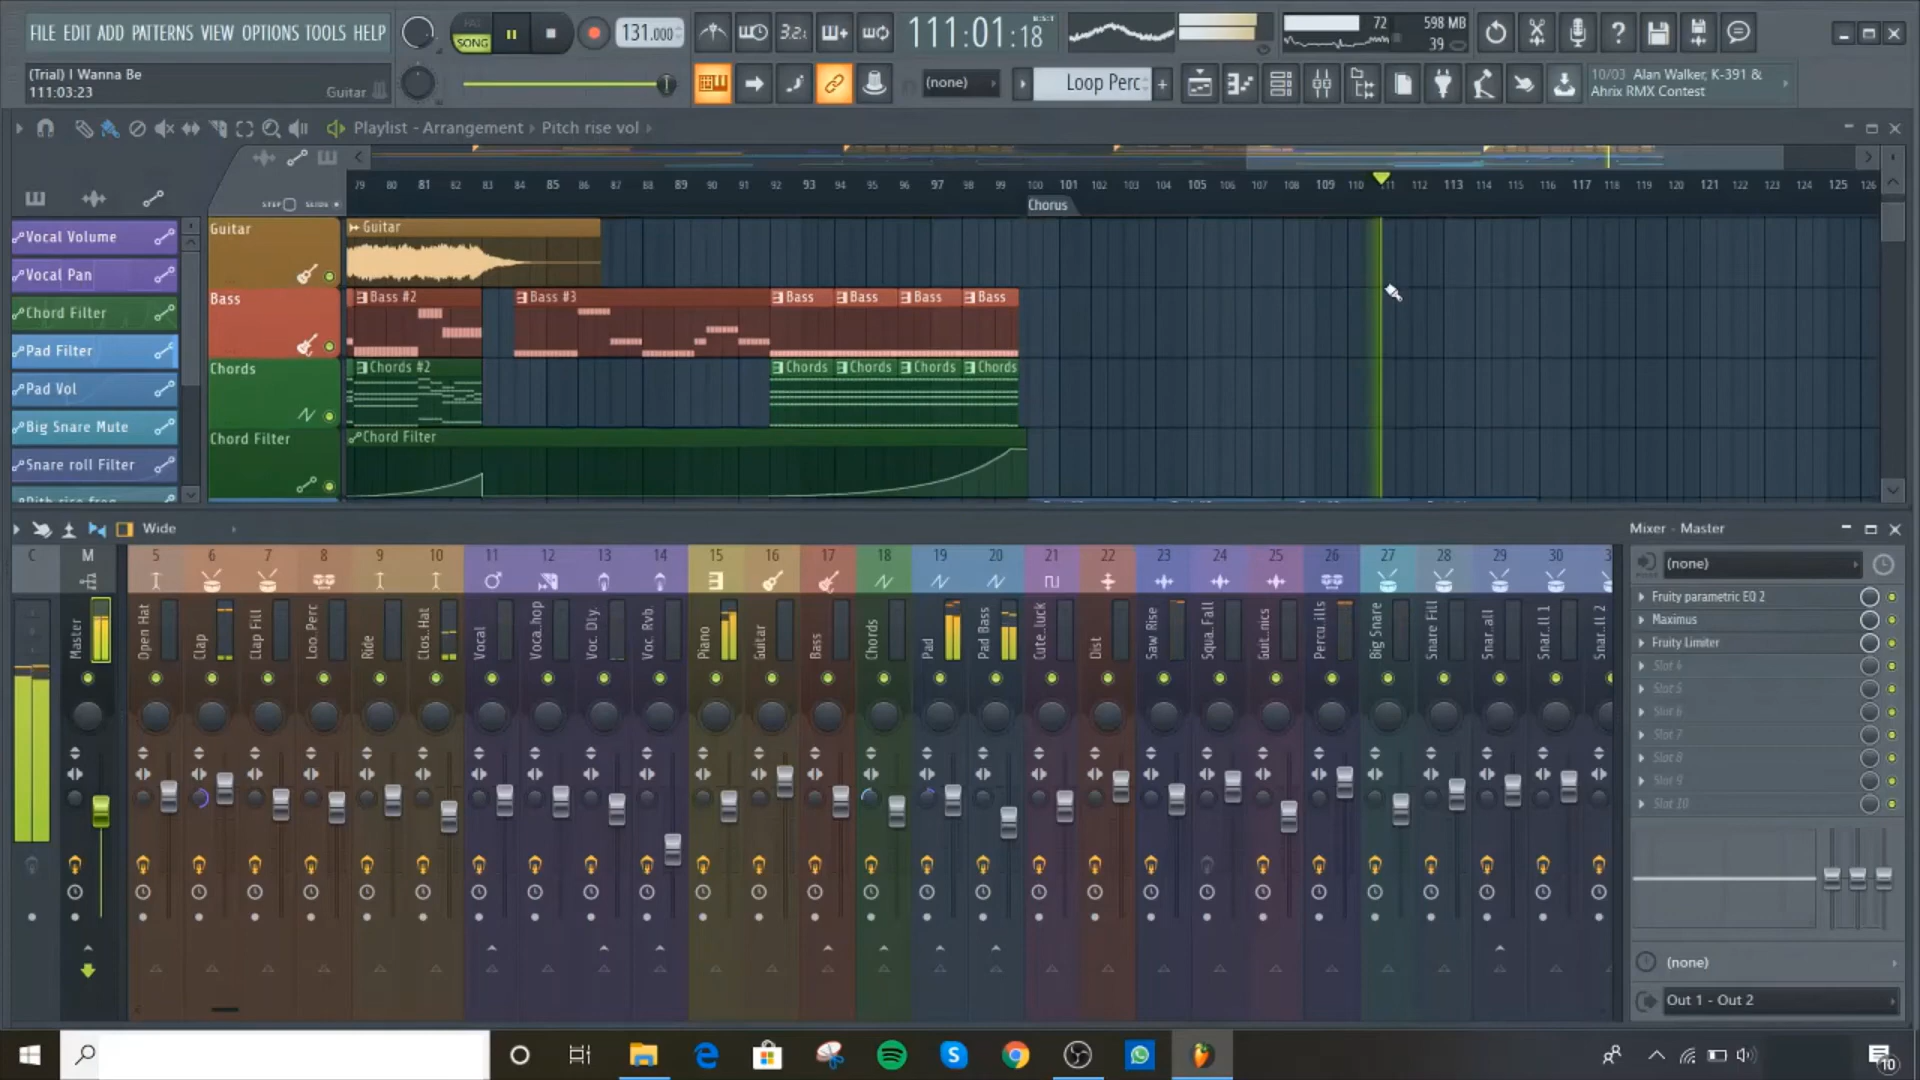 FILE EDIT ADD PATTERNS VIEW OPTIONS TOOLS HELP
PAT
SONG
131.000
3.2.
111:01:18
B:S:T
72
598 MB
39
(Trial) I Wanna Be
111:03:23
Guitar
(none)
Loop Perc
10/03 Alan Walker, K-391 &
Ahrix RMX Contest
Playlist - Arrangement
Pitch rise vol
79 80 81 82 83 84 85 86 87 88 89 90 91 92 93 94 95 96 97 98 99 100 101 102 103 104 105 106 107 108 109 110 111 112 113 114 115 116 117 118 119 120 121 122 123 124 125 126
STEP SLIDE
Chorus
Vocal Volume
Vocal Pan
Chord Filter
Pad Filter
Pad Vol
Big Snare Mute
Snare roll Filter
Guitar
Guitar
Bass
Bass #2
Bass #3
Bass
Bass
Bass
Bass
Chords
Chords #2
Chords
Chords
Chords
Chords
Chord Filter
Chord Filter
Wide
Mixer - Master
C M 5 6 7 8 9 10 11 12 13 14 15 16 17 18 19 20 21 22 23 24 25 26 27 28 29 30 3
Master
Open Hat
Clap
Clap Fill
Loo..Perc
Ride
Clos..Hat
Vocal
Voca..hop
Voc. Dly.
Voc. Rvb.
Piano
Guitar
Bass
Chords
Pad
Pad Bass
Cute..luck
Dist
Saw Rise
Squa..Fall
Guit..nics
Percu..ills
Big Snare
Snare Fill
Snar..all
Snar..ll 1
Snar..ll 2
(none)
Fruity parametric EQ 2
Maximus
Fruity Limiter
Slot 4
Slot 5
Slot 6
Slot 7
Slot 8
Slot 9
Slot 10
(none)
Out 1 - Out 2
10